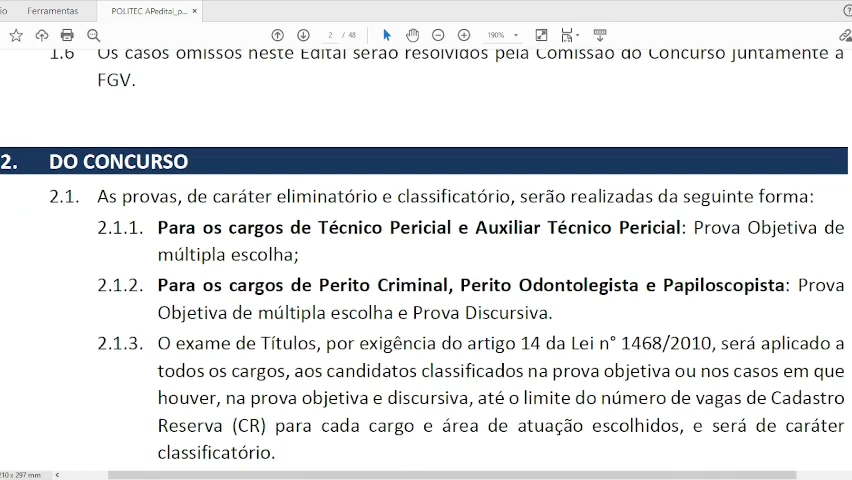 io Ferramentas POLITEC APedital_p... ×
2 / 48 190%
1.6 Os casos omissos neste Edital serão resolvidos pela Comissão do Concurso juntamente a
FGV.
2. DO CONCURSO
2.1. As provas, de caráter eliminatório e classificatório, serão realizadas da seguinte forma:
2.1.1. Para os cargos de Técnico Pericial e Auxiliar Técnico Pericial: Prova Objetiva de
múltipla escolha;
2.1.2. Para os cargos de Perito Criminal, Perito Odontolegista e Papiloscopista: Prova
Objetiva de múltipla escolha e Prova Discursiva.
2.1.3. O exame de Títulos, por exigência do artigo 14 da Lei n° 1468/2010, será aplicado a
todos os cargos, aos candidatos classificados na prova objetiva ou nos casos em que
houver, na prova objetiva e discursiva, até o limite do número de vagas de Cadastro
Reserva (CR) para cada cargo e área de atuação escolhidos, e será de caráter
classificatório.
210 x 297 mm